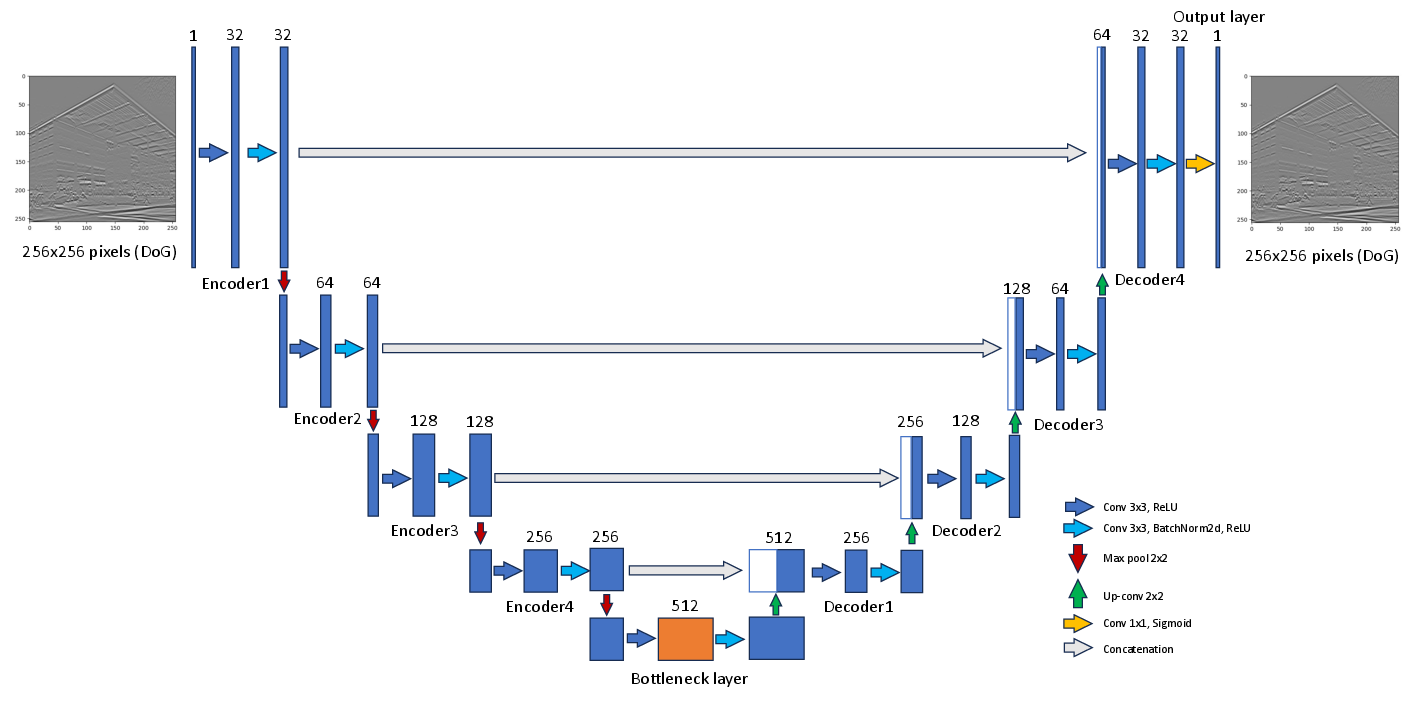 Output layer
1
32
32
64
32
32
1
0
50
100
150
200
250
0
50
100
150
200
250
256x256 pixels (DoG)
0
50
100
150
200
250
0
50
100
150
200
250
256x256 pixels (DoG)
Encoder1
Decoder4
64
64
128
64
Encoder2
Decoder3
128
128
256
128
Encoder3
Decoder2
256
256
512
256
Encoder4
Decoder1
512
Bottleneck layer
Conv 3x3, ReLU
Conv 3x3, BatchNorm2d, ReLU
Max pool 2x2
Up-conv 2x2
Conv 1x1, Sigmoid
Concatenation